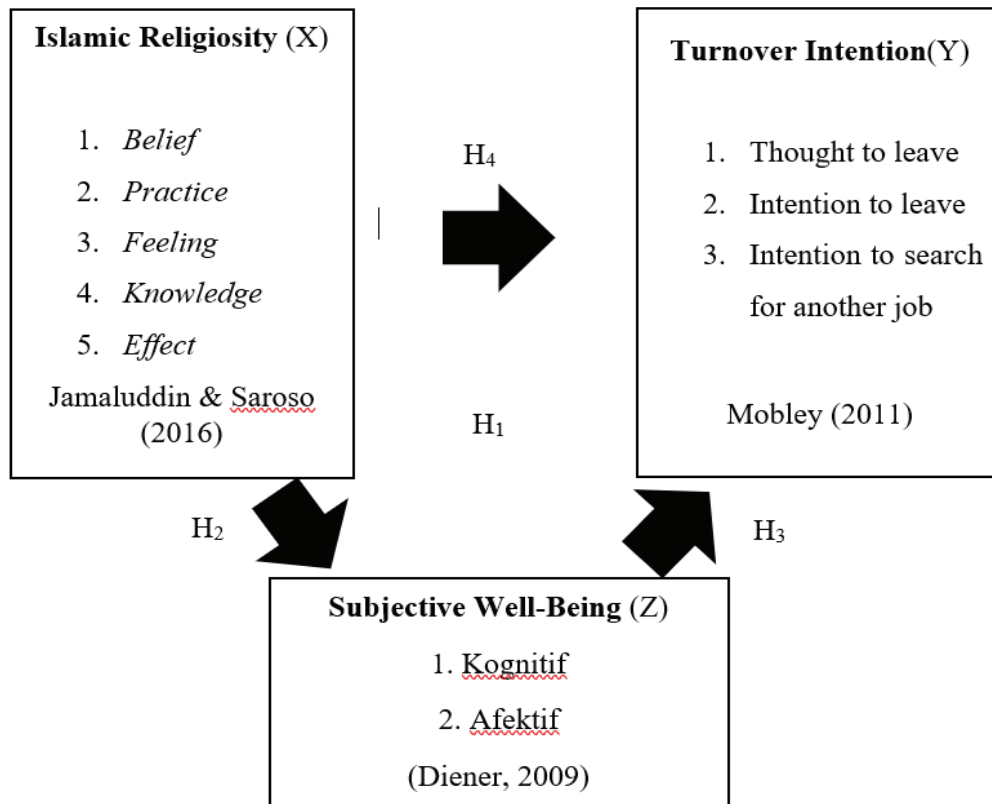 Islamic Religiosity (X)
1. Belief
2. Practice
3. Feeling
4. Knowledge
5. Effect
Jamaluddin & Saroso
(2016)
H4
H1
Turnover Intention(Y)
1. Thought to leave
2. Intention to leave
3. Intention to search
for another job
Mobley (2011)
H2
H3
Subjective Well-Being (Z)
1. Kognitif
2. Afektif
(Diener, 2009)